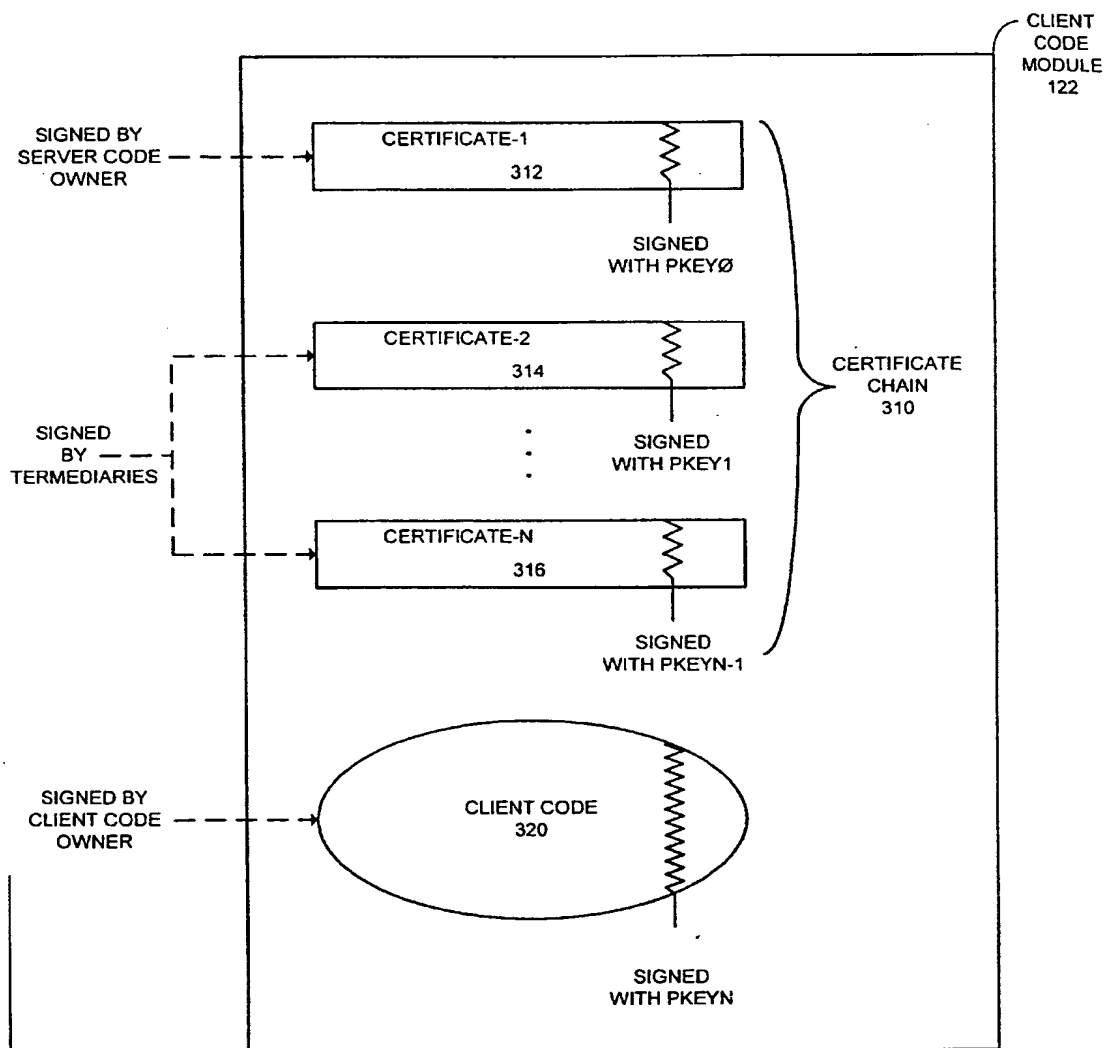 CLIENT
CODE
MODULE
122
SIGNED BY
SERVER CODE
OWNER
CERTIFICATE-1
312
SIGNED
WITH PKEYØ
CERTIFICATE-2
314
SIGNED
WITH PKEY1
CERTIFICATE
CHAIN
310
SIGNED
BY
TERMEDIARIES
CERTIFICATE-N
316
SIGNED
WITH PKEYN-1
SIGNED BY
CLIENT CODE
OWNER
CLIENT CODE
320
SIGNED
WITH PKEYN